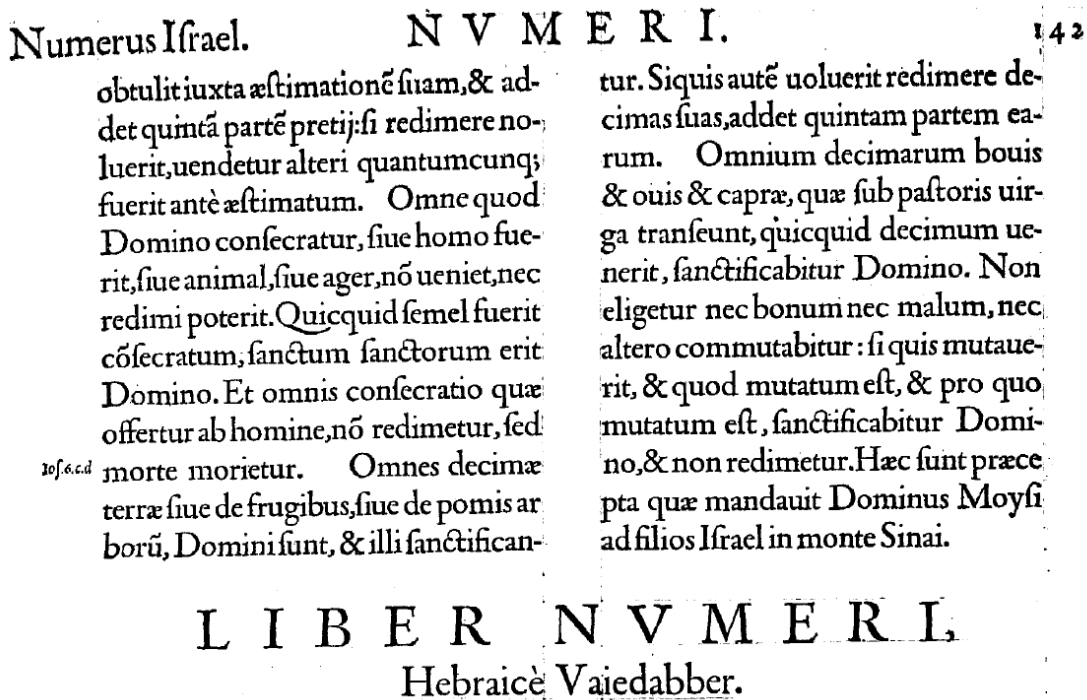 Numerus Iſrael.
N V M E R I.
142
obtulit iuxta æſtimationẽ ſuam, & ad-
det quintã partẽ pretij: ſi redimere no-
luerit, uendetur alteri quantumcunq;
fuerit antè æſtimatum. Omne quod
Domino conſecratur, ſiue homo fue-
rit, ſiue animal, ſiue ager, nõ ueniet, nec
redimi poterit. Quicquid ſemel fuerit
cõſecratum, ſanctum ſanctorum erit
Domino. Et omnis conſecratio quæ
offertur ab homine, nõ redimetur, ſed
Ioſ.6.c.d
morte morietur. Omnes decimæ
terræ ſiue de frugibus, ſiue de pomis ar
borũ, Domini ſunt, & illi ſanctifican-
tur. Siquis autẽ uoluerit redimere de-
cimas ſuas, addet quintam partem ea-
rum. Omnium decimarum bouis
& ouis & capræ, quæ ſub paſtoris uir-
ga tranſeunt, quicquid decimum ue-
nerit, ſanctificabitur Domino. Non
eligetur nec bonum nec malum, nec
altero commutabitur: ſi quis mutaue-
rit, & quod mutatum eſt, & pro quo
mutatum eſt, ſanctificabitur Domi-
no, & non redimetur. Hæc ſunt præce
pta quæ mandauit Dominus Moyſi
ad filios Iſrael in monte Sinai.
L I B E R N V M E R I,
Hebraicè Vaiedabber.